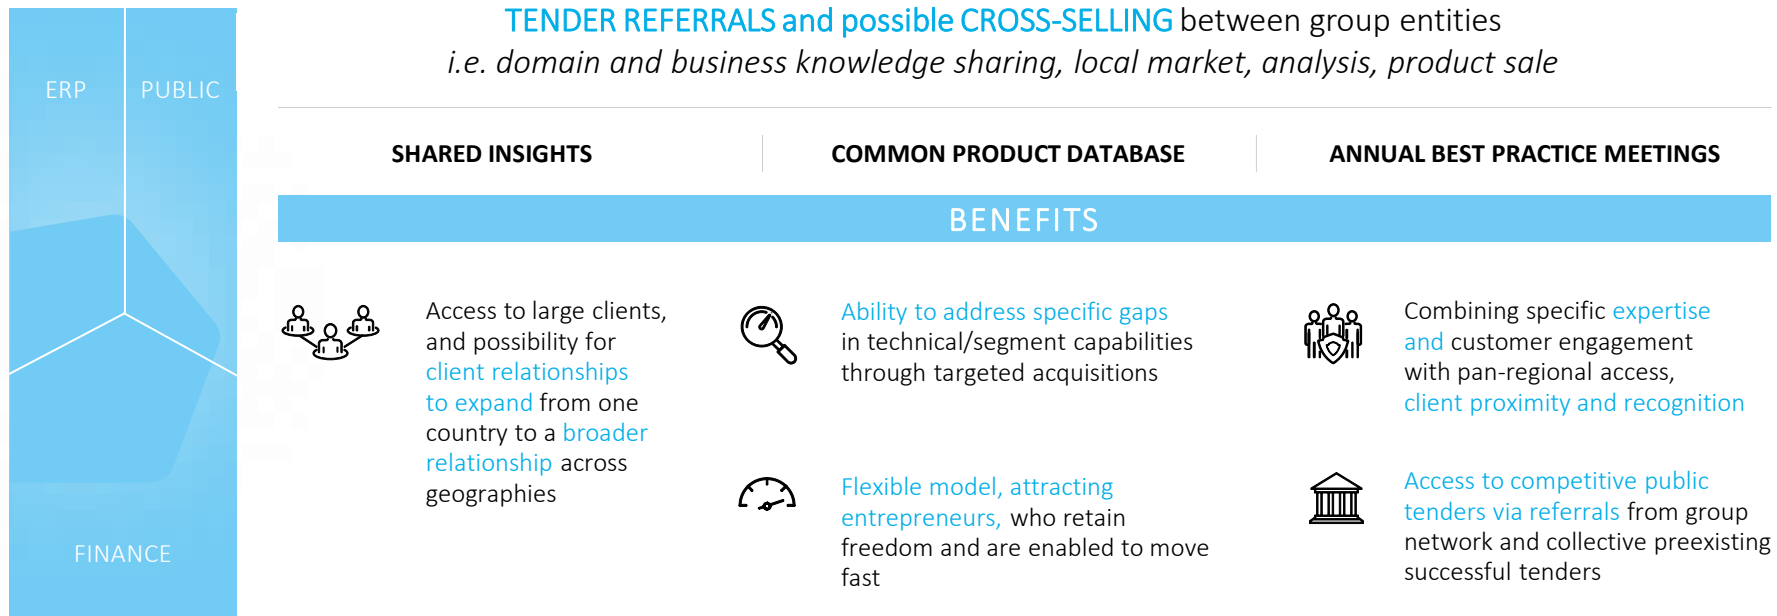 TENDER REFERRALS and possible CROSS-SELLING between group entities
i.e. domain and business knowledge sharing, local market, analysis, product sale
ERP
PUBLIC
FINANCE
SHARED INSIGHTS
COMMON PRODUCT DATABASE
ANNUAL BEST PRACTICE MEETINGS
BENEFITS
Access to large clients,
and possibility for
client relationships
to expand from one
country to a broader
relationship across
geographies
Ability to address specific gaps
in technical/segment capabilities
through targeted acquisitions
Flexible model, attracting
entrepreneurs, who retain
freedom and are enabled to move
fast
Combining specific expertise
and customer engagement
with pan-regional access,
client proximity and recognition
Access to competitive public
tenders via referrals from group
network and collective preexisting
successful tenders